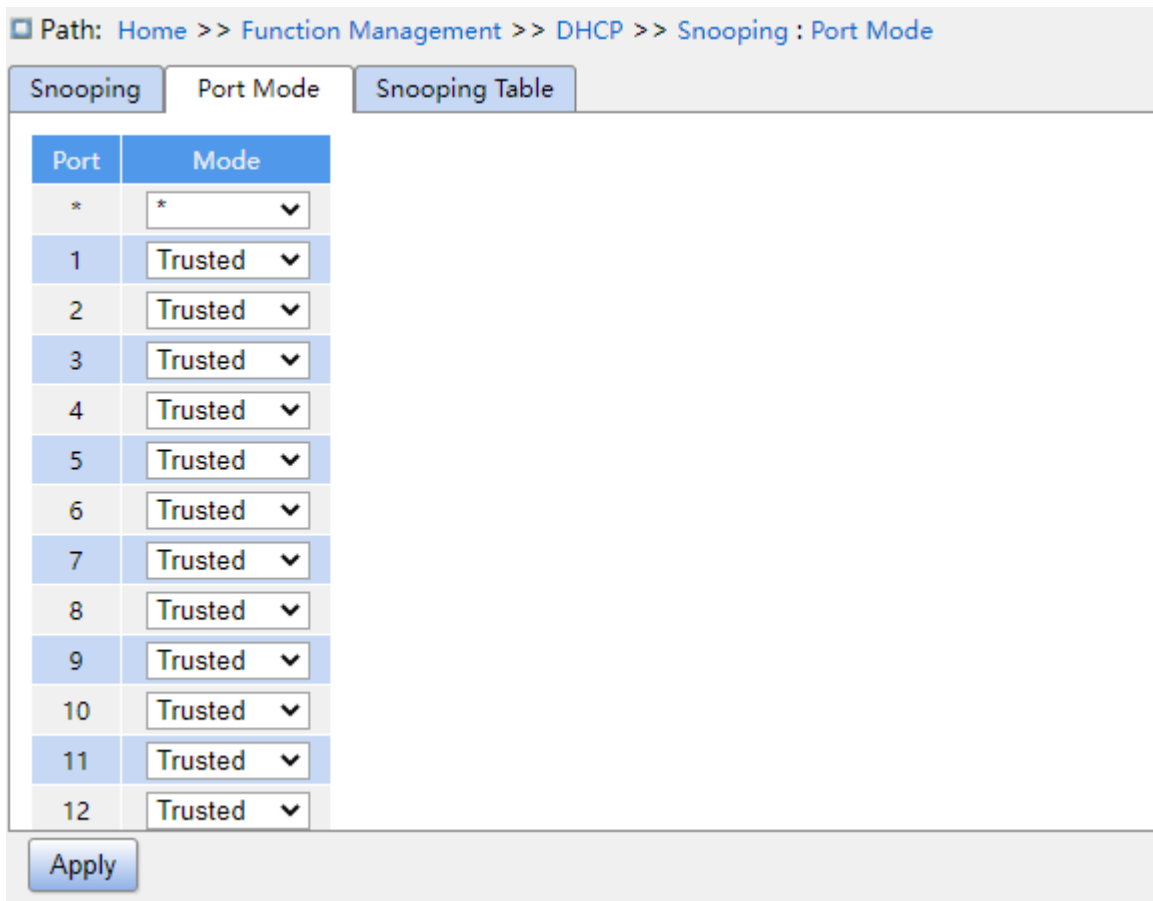 Path: Home >> Function Management >> DHCP >> Snooping : Port Mode
Snooping Port Mode Snooping Table
Port Mode
* *
1 Trusted
2 Trusted
3 Trusted
4 Trusted
5 Trusted
6 Trusted
7 Trusted
8 Trusted
9 Trusted
10 Trusted
11 Trusted
12 Trusted
Apply